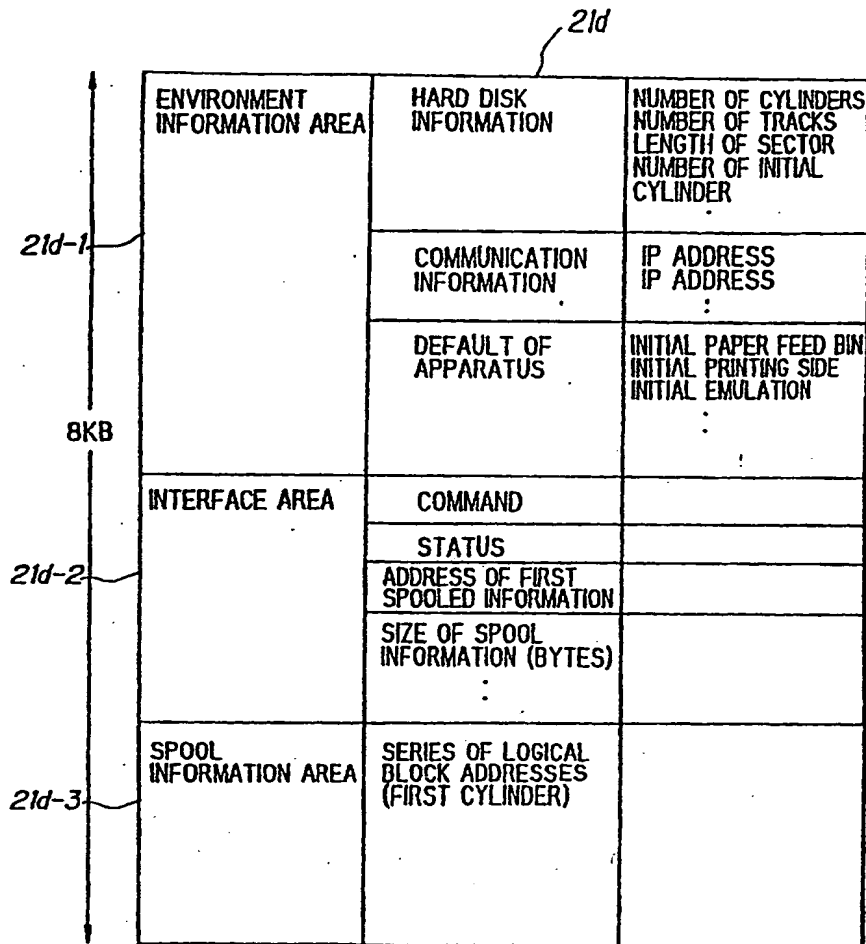 21d
ENVIRONMENT
INFORMATION AREA
HARD DISK
INFORMATION
NUMBER OF CYLINDERS
NUMBER OF TRACKS
LENGTH OF SECTOR
NUMBER OF INITIAL
CYLINDER
21d-1
COMMUNICATION
INFORMATION
IP ADDRESS
IP ADDRESS
DEFAULT OF
APPARATUS
INITIAL PAPER FEED BIN
INITIAL PRINTING SIDE
INITIAL EMULATION
8KB
INTERFACE AREA
COMMAND
STATUS
21d-2
ADDRESS OF FIRST
SPOOLED INFORMATION
SIZE OF SPOOL
INFORMATION (BYTES)
SPOOL
INFORMATION AREA
SERIES OF LOGICAL
BLOCK ADDRESSES
(FIRST CYLINDER)
21d-3